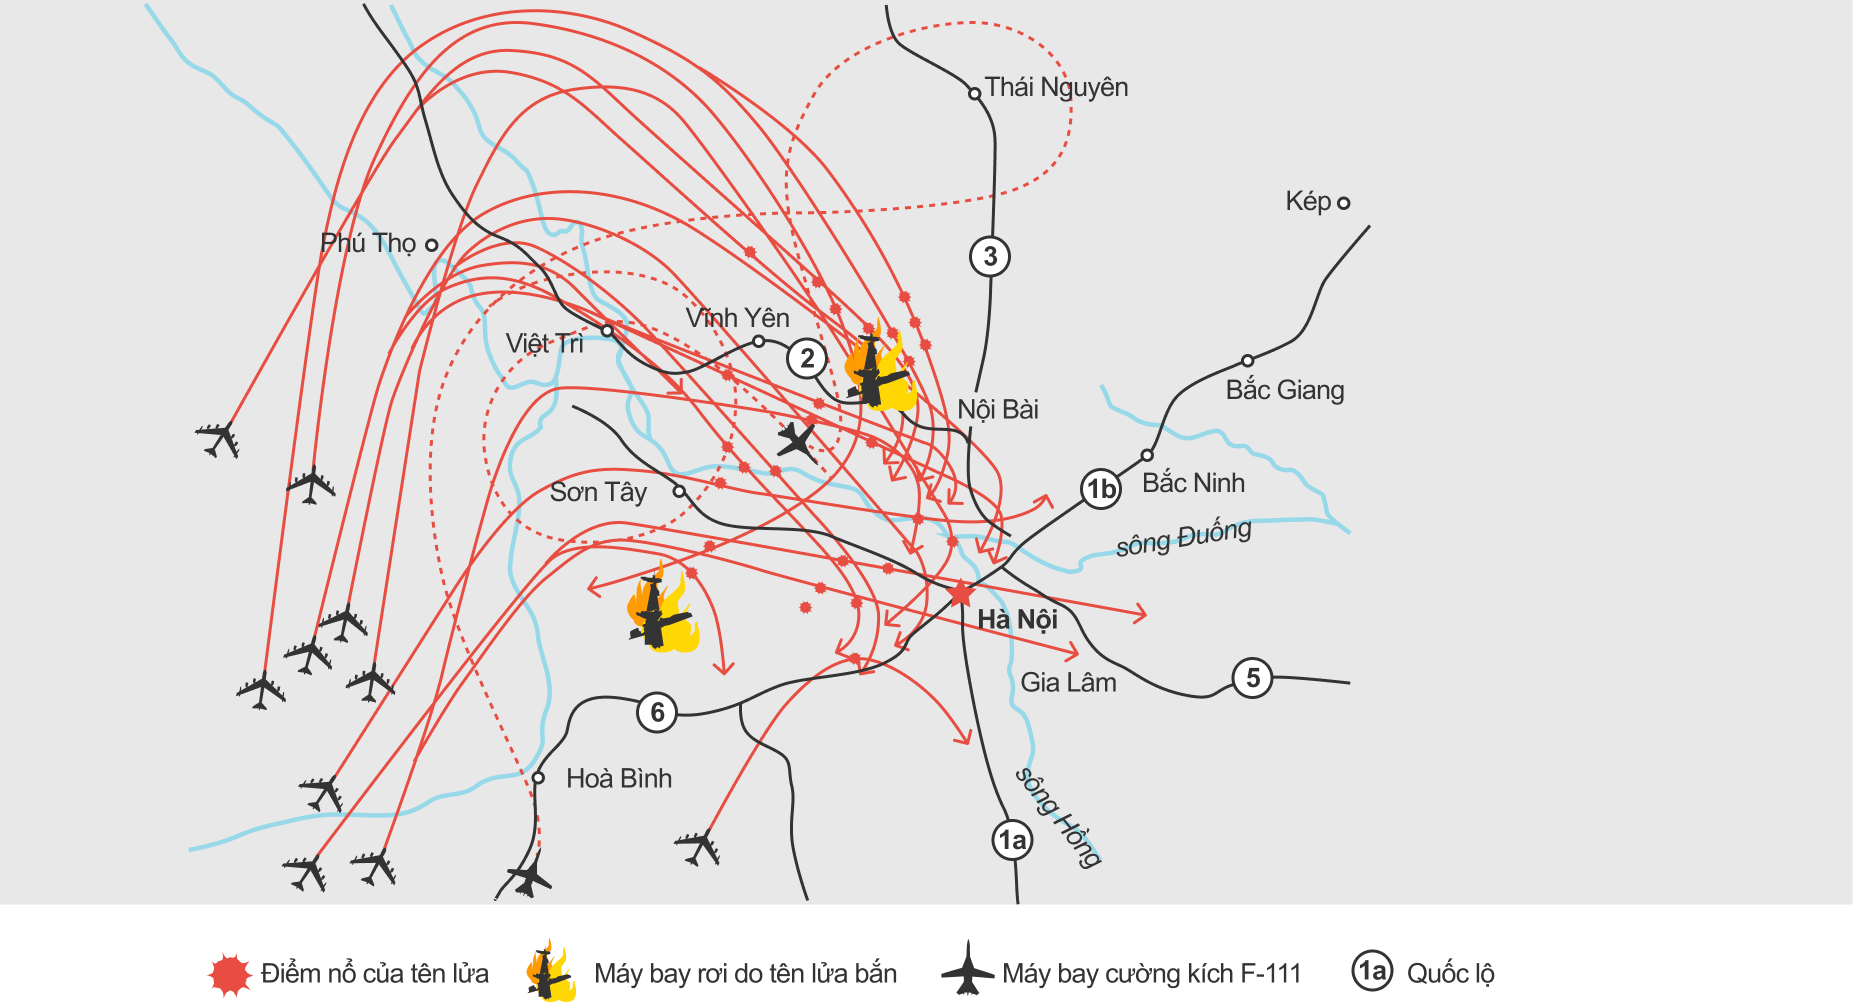 Thái Nguyên
Kép
Phú Thọ
3
Vĩnh Yên
Việt Trì
2
Bắc Giang
Nội Bài
Sơn Tây
1b
Bắc Ninh
sông Đuống
Hà Nội
Gia Lâm
5
6
Hoà Bình
sông Hồng
1a
Điểm nổ của tên lửa
Máy bay rơi do tên lửa bắn
Máy bay cường kích F-111
1a
Quốc lộ